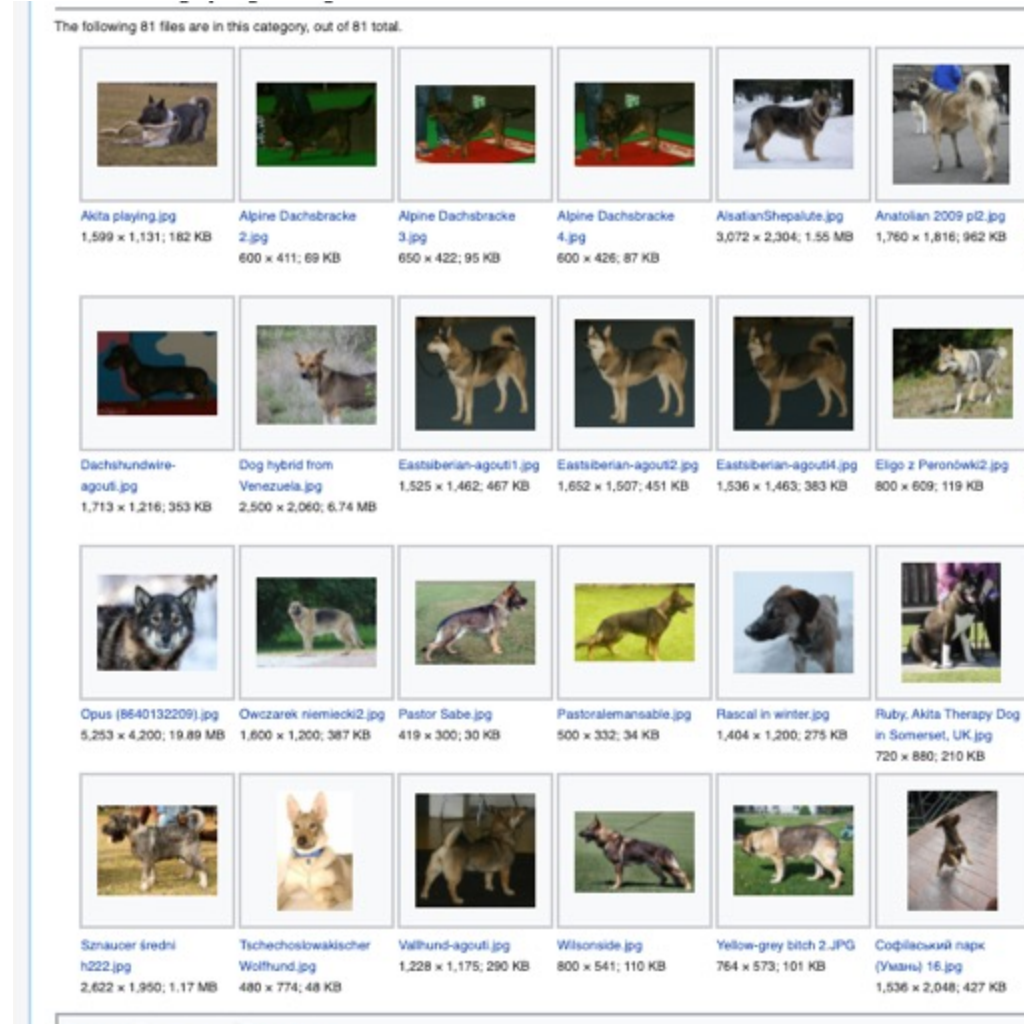 The following 81 files are in this category, out of 81 total.
Akita playing.jpg
1,599 × 1,131; 182 KB
Alpine Dachsbracke
2.jpg
600 × 411; 69 KB
Alpine Dachsbracke
3.jpg
650 × 422; 95 KB
Alpine Dachsbracke
4.jpg
600 × 426; 87 KB
AlsatianShepalute.jpg
3,072 × 2,304; 1.55 MB
Anatolian 2009 pl2.jpg
1,760 × 1,816; 962 KB
Dachshundwire-
agouti.jpg
1,713 × 1,216; 353 KB
Dog hybrid from
Venezuela.jpg
2,500 × 2,060; 6.74 MB
Eastsiberian-agouti1.jpg
1,525 × 1,462; 467 KB
Eastsiberian-agouti2.jpg
1,652 × 1,507; 451 KB
Eastsiberian-agouti4.jpg
1,536 × 1,463; 383 KB
Eligo z Peronówki2.jpg
800 × 609; 119 KB
Opus (8640132209).jpg
5,253 × 4,200; 19.89 MB
Owczarek niemiecki2.jpg
1,600 × 1,200; 387 KB
Pastor Sabe.jpg
419 × 300; 30 KB
Pastoralemansable.jpg
500 × 332; 34 KB
Rascal in winter.jpg
1,404 × 1,200; 275 KB
Ruby, Akita Therapy Dog
in Somerset, UK.jpg
720 × 880; 210 KB
Sznaucer średni
h222.jpg
2,622 × 1,950; 1.17 MB
Tschechoslowakischer
Wolfhund.jpg
480 × 774; 48 KB
Vallhund-agouti.jpg
1,228 × 1,175; 290 KB
Wilsonside.jpg
800 × 541; 110 KB
Yellow-grey bitch 2.JPG
764 × 573; 101 KB
Софіївський парк
(Умань) 16.jpg
1,536 × 2,048; 427 KB